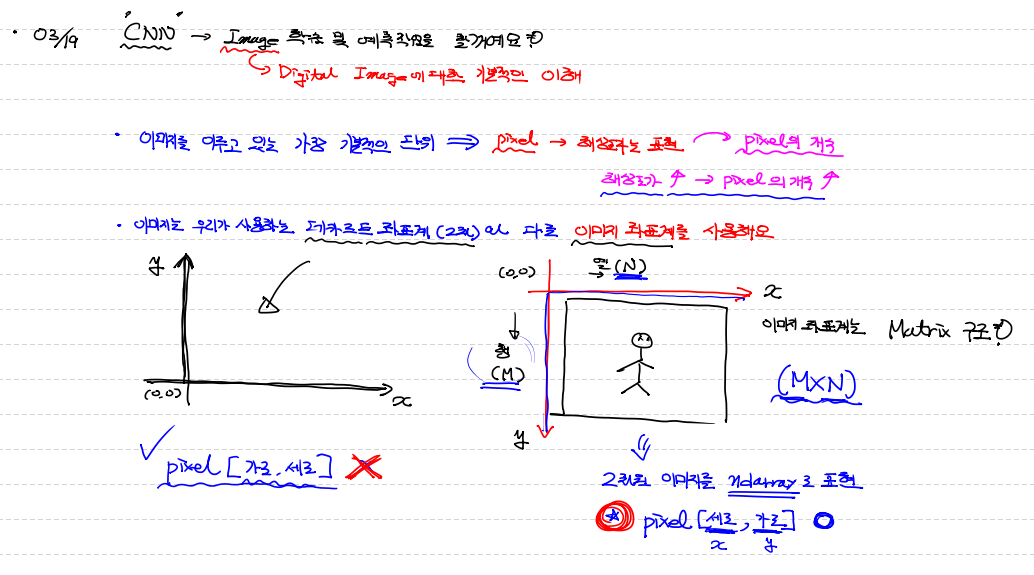 • 03/19 "CNN" → Image 학습 및 예측작업을 할꺼예요!?
↳ Digital Image에 대한 기본적인 이해
• 이미지를 이루고 있는 가장 기본적인 단위 ⇒ pixel → 해상도라는 표현 → pixel의 개수
해상도가 ↑ → pixel의 개수 ↑
• 이미지는 우리가 사용하는 데카르트 좌표계 (2차)와 다른 이미지 좌표계를 사용해요
y
(0,0)
x
(0,0) 열 → (N)
x
행 (M)
y
이미지 좌표계는 Matrix 구조!?
(M×N)
✓ pixel [가로, 세로] ✗
2차원 이미지를 ndarray로 표현
☆ pixel [세로, 가로] O
x y